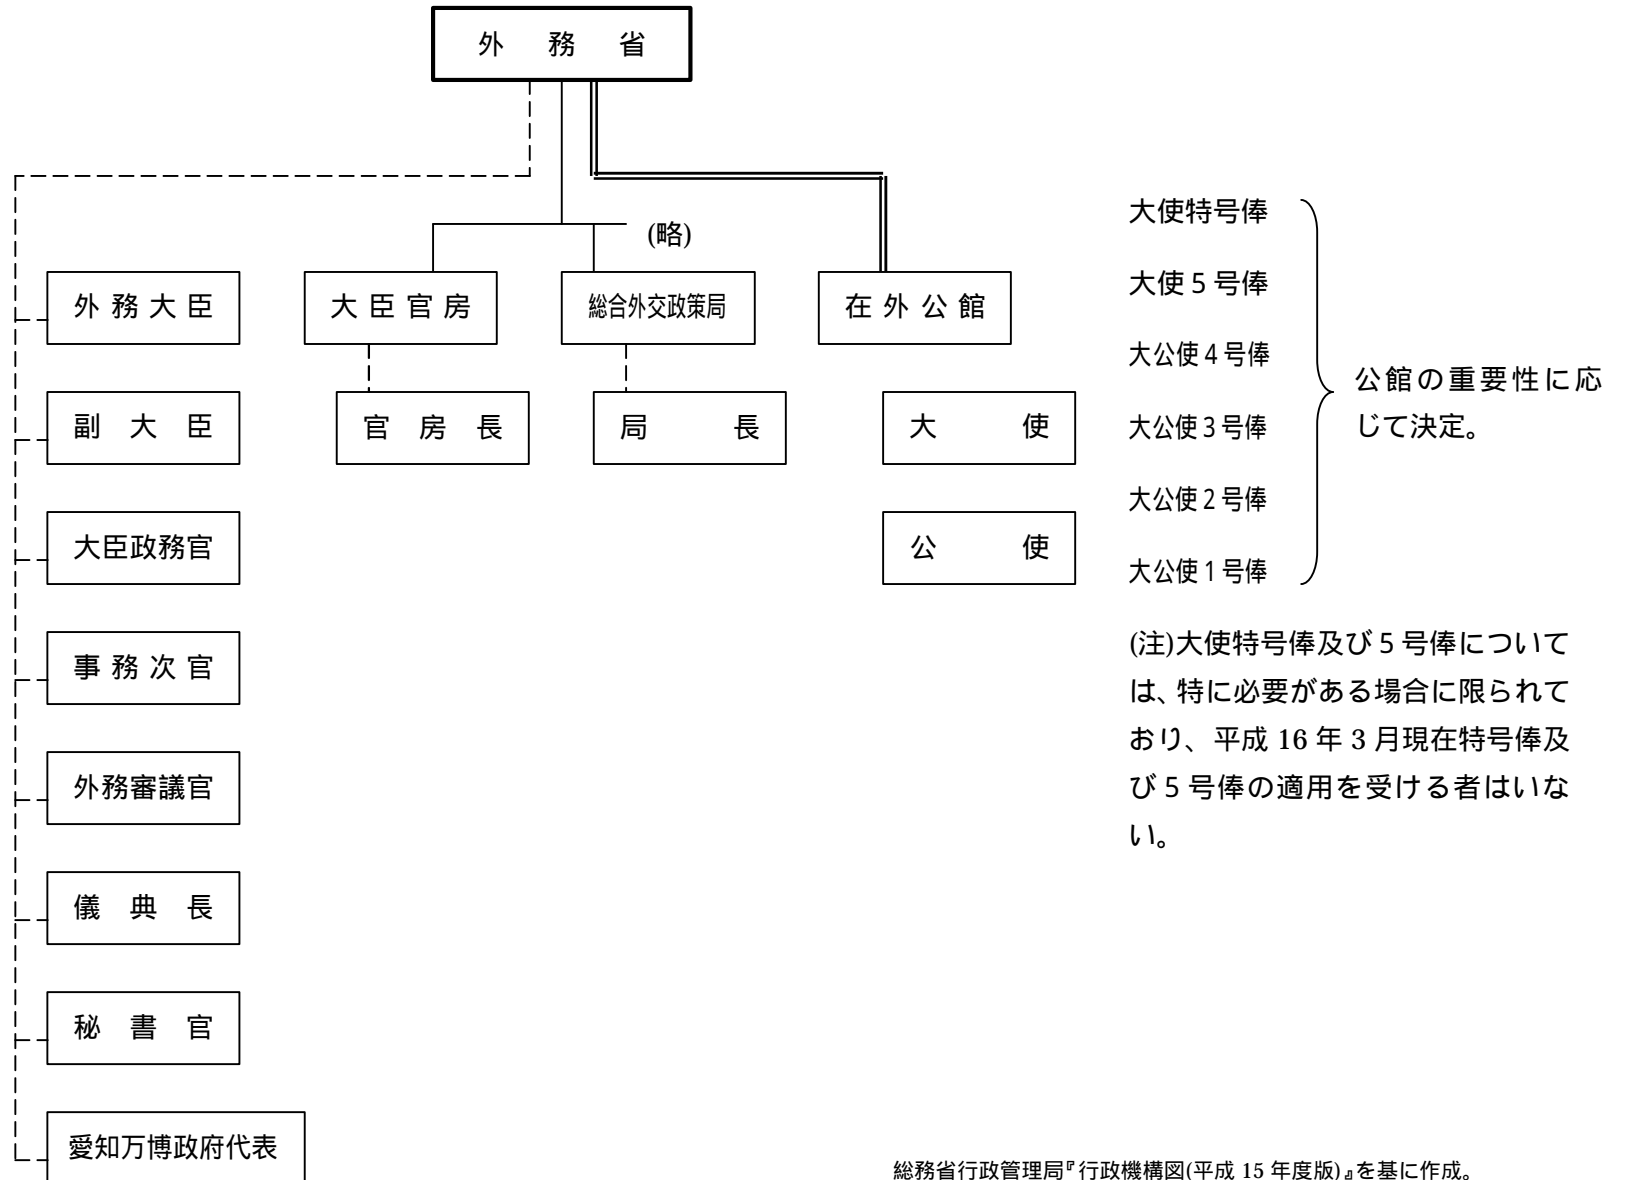 外務省
(略)
外務大臣
大臣官房
総合外交政策局
在外公館
副大臣
官房長
局長
大使
大臣政務官
公使
事務次官
外務審議官
儀典長
秘書官
愛知万博政府代表
大使特号俸
大使5号俸
大公使4号俸
大公使3号俸
大公使2号俸
大公使1号俸
公館の重要性に応
じて決定。
(注)大使特号俸及び5号俸について
は、特に必要がある場合に限られて
おり、平成 16 年 3 月現在特号俸及
び 5 号俸の適用を受ける者はいな
い。
総務省行政管理局『行政機構図(平成 15 年度版)』を基に作成。